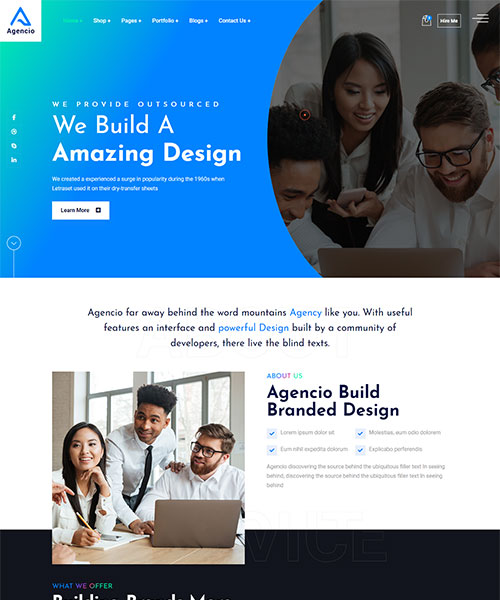 Agencio
Home + Shop + Pages + Portfolio + Blogs + Contact Us + Hire Me
WE PROVIDE OUTSOURCED
We Build A
Amazing Design
We created a experienced a surge in popularity during the 1960s when
Letraset used it on their dry-transfer sheets
Learn More
Agencio far away behind the word mountains Agency like you. With useful
features an interface and powerful Design built by a community of
developers, there live the blind texts.
ABOUT
ABOUT US
Agencio Build
Branded Design
Lorem ipsum dolor sit
Molestias, eum odio dolorem
Eum nihil expedita dolorum
Explicabo perferendis
Agencio discovering the source behind the ubiquitous filler text In seeing
behind, discovering the source behind the ubiquitous filler text In seeing
behind
SERVICE
WHAT WE OFFER